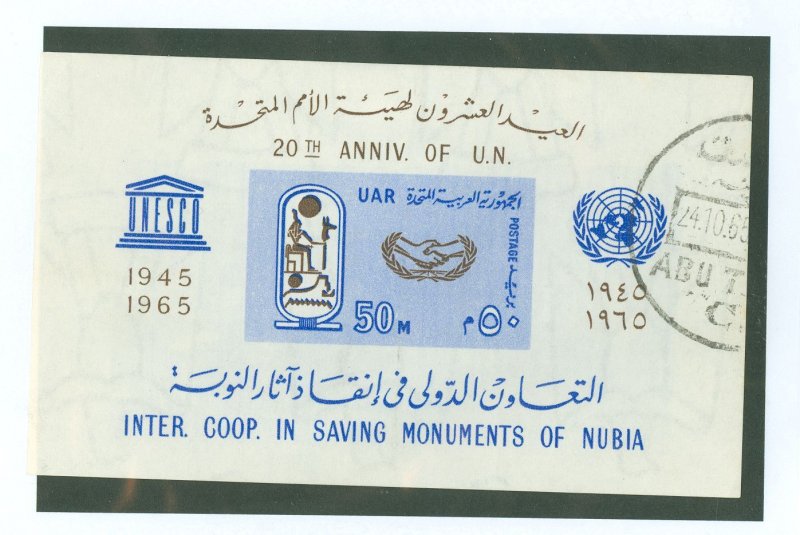 العيد العشرون لهيئة الأمم المتحدة
20TH ANNIV. OF U.N.
UNESCO
1945
1965
UAR الجمهورية العربية المتحدة
POSTAGE بريد
50 M
٥٠ م
١٩٤٥
١٩٦٥
24.10.65
ABU
التعاون الدولى فى إنقاذ آثار النوبة
INTER. COOP. IN SAVING MONUMENTS OF NUBIA